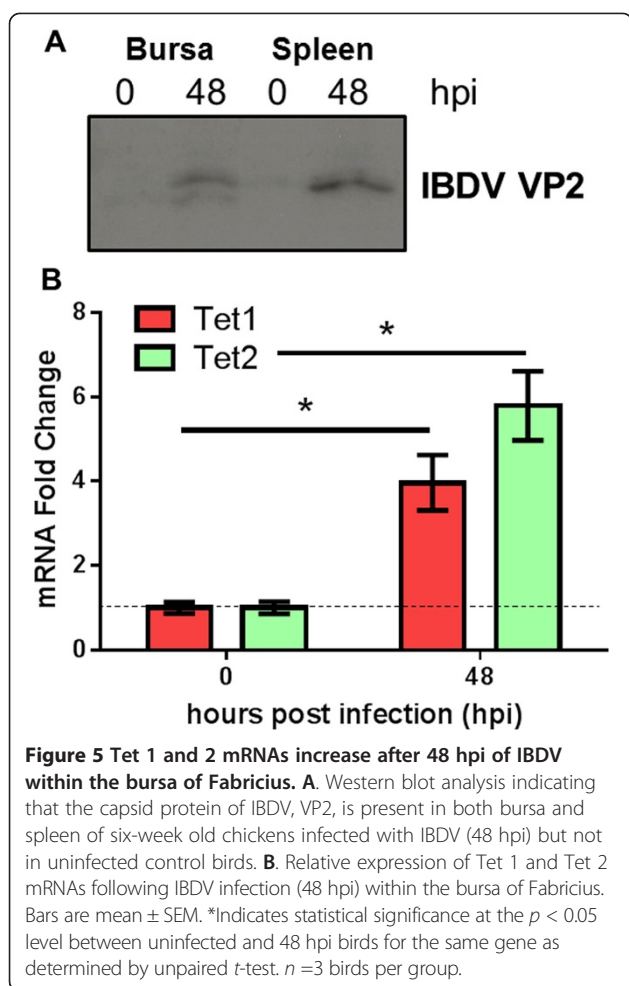 A
Bursa Spleen
0 48 0 48 hpi
IBDV VP2
B
8
6
4
2
0
mRNA Fold Change
Tet1
Tet2
*
*
0 48
hours post infection (hpi)
Figure 5 Tet 1 and 2 mRNAs increase after 48 hpi of IBDV
within the bursa of Fabricius. A. Western blot analysis indicating
that the capsid protein of IBDV, VP2, is present in both bursa and
spleen of six-week old chickens infected with IBDV (48 hpi) but not
in uninfected control birds. B. Relative expression of Tet 1 and Tet 2
mRNAs following IBDV infection (48 hpi) within the bursa of Fabricius.
Bars are mean ± SEM. *Indicates statistical significance at the p < 0.05
level between uninfected and 48 hpi birds for the same gene as
determined by unpaired t-test. n =3 birds per group.